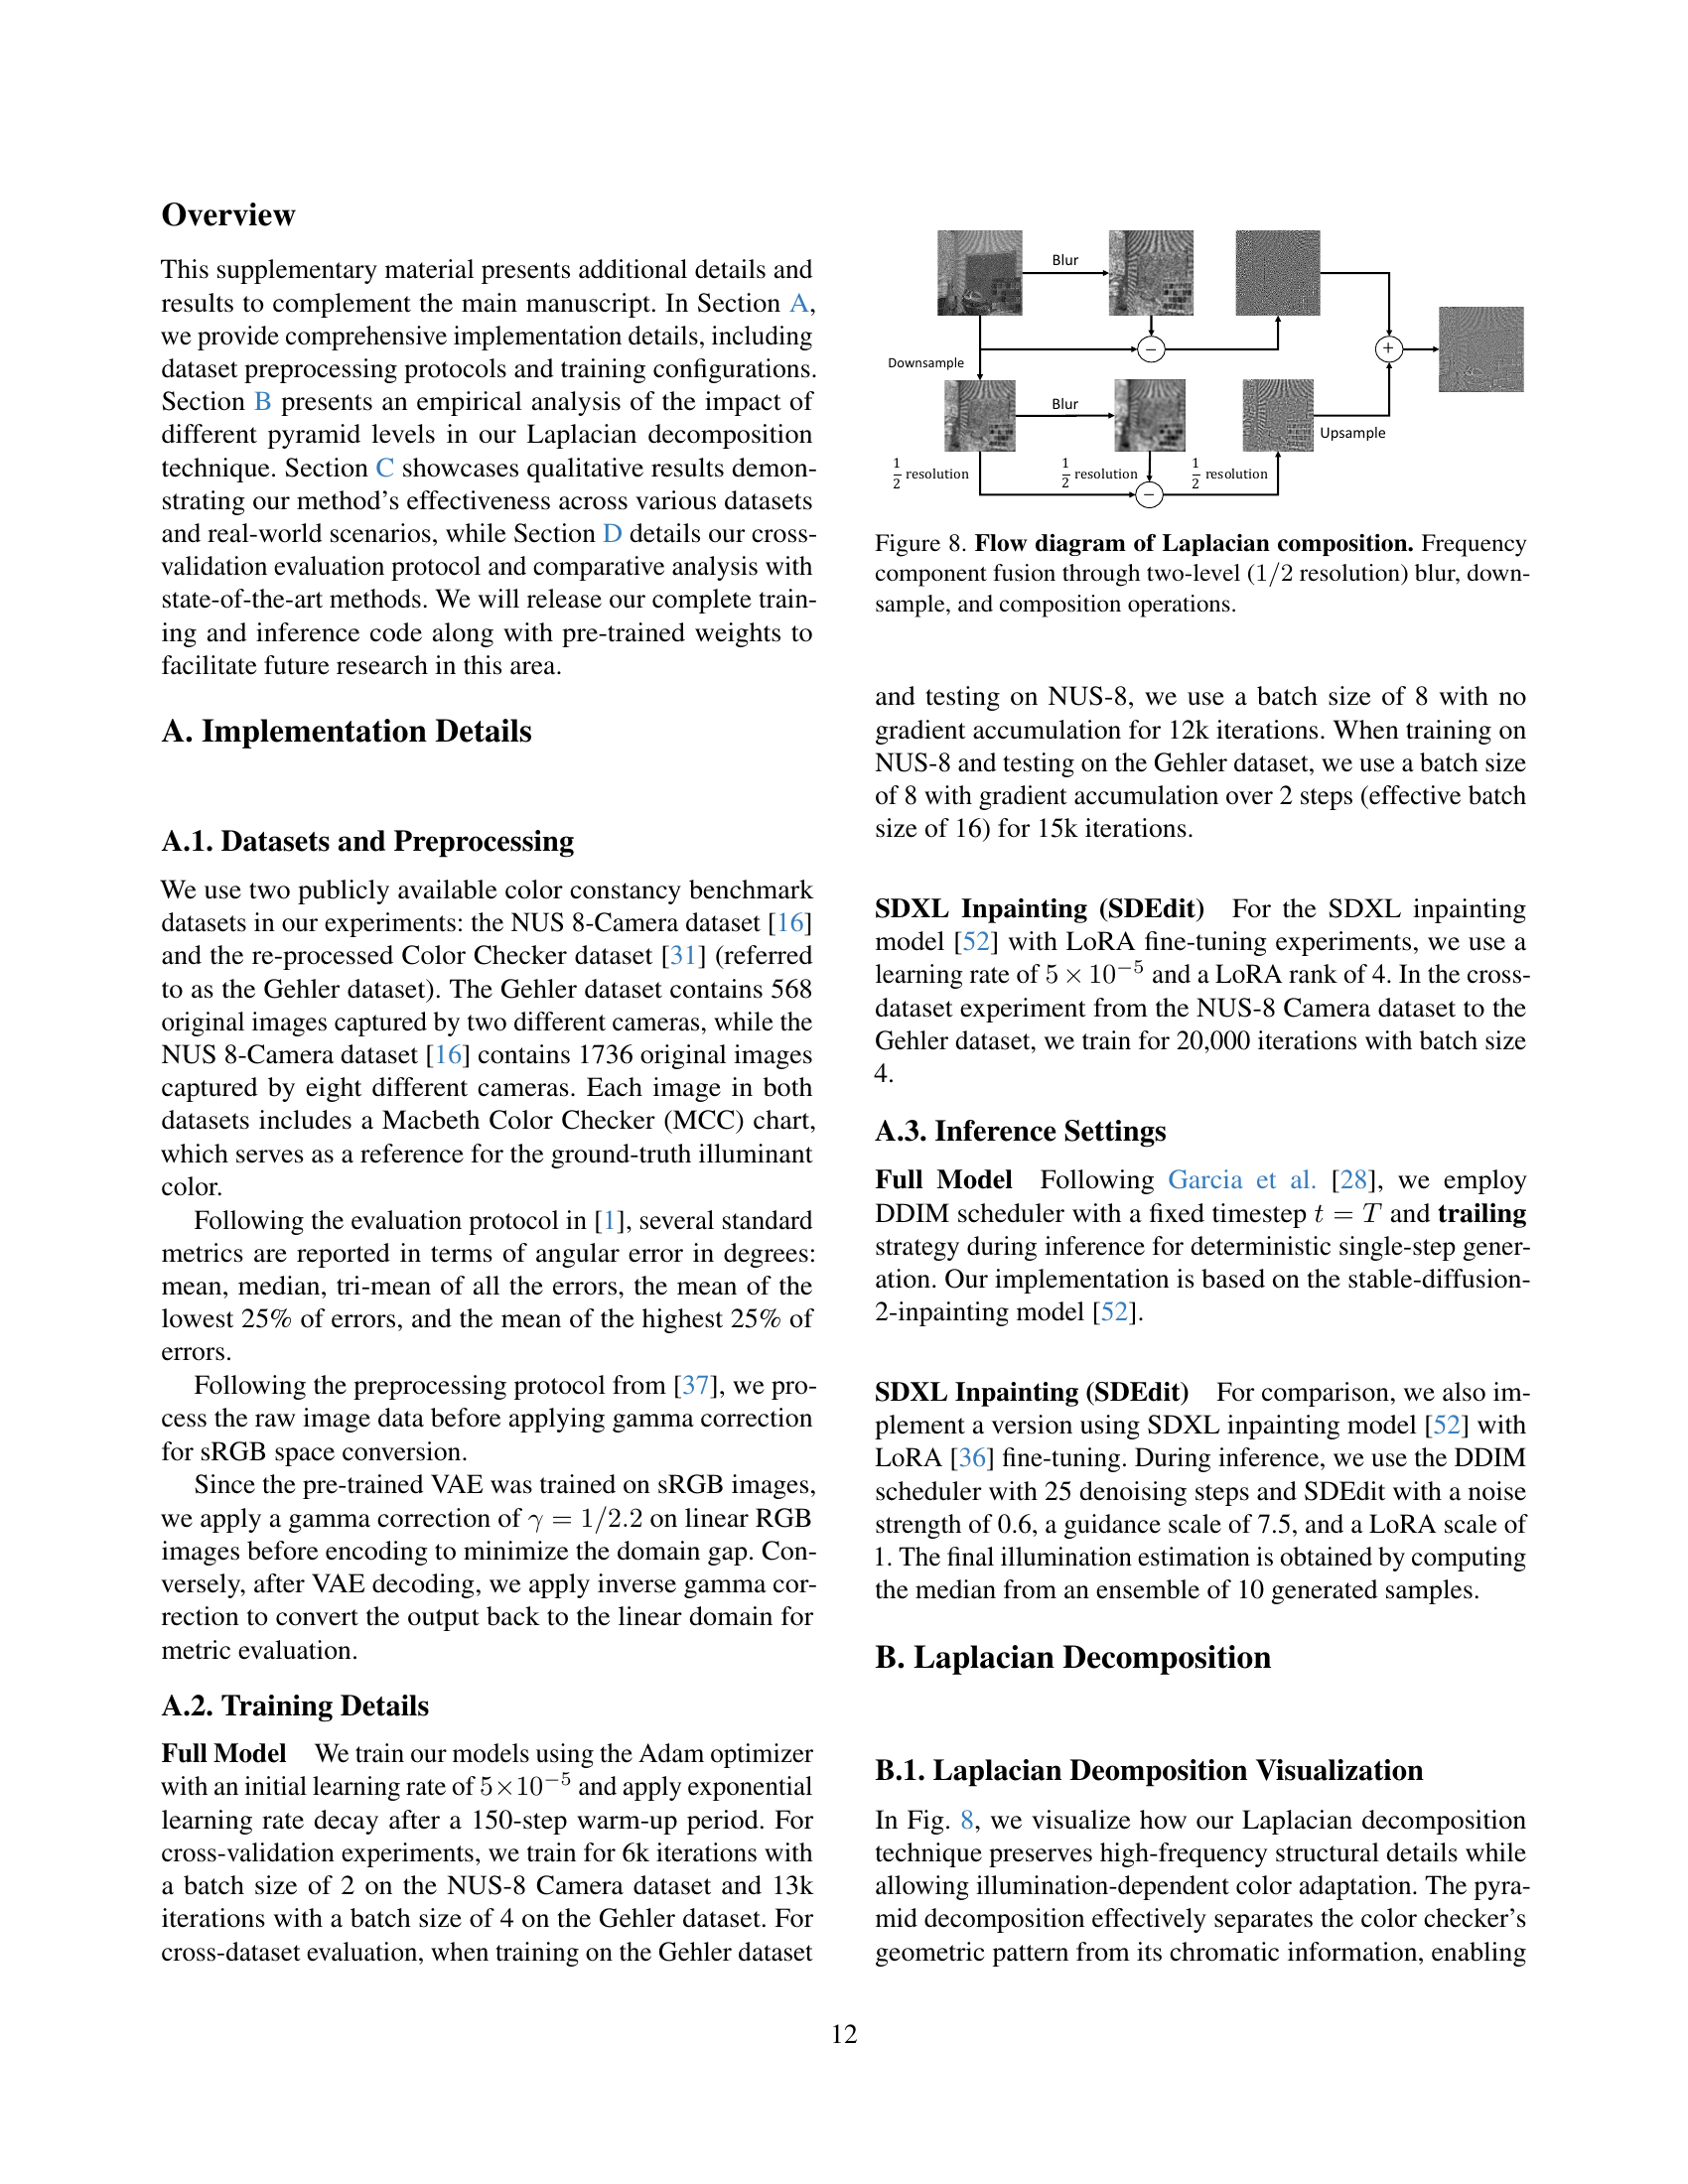 Overview
This supplementary material presents additional details and
results to complement the main manuscript. In Section A,
we provide comprehensive implementation details, including
dataset preprocessing protocols and training configurations.
Section B presents an empirical analysis of the impact of
different pyramid levels in our Laplacian decomposition
technique. Section C showcases qualitative results demon-
strating our method's effectiveness across various datasets
and real-world scenarios, while Section D details our cross-
validation evaluation protocol and comparative analysis with
state-of-the-art methods. We will release our complete train-
ing and inference code along with pre-trained weights to
facilitate future research in this area.
A. Implementation Details
A.1. Datasets and Preprocessing
We use two publicly available color constancy benchmark
datasets in our experiments: the NUS 8-Camera dataset [16]
and the re-processed Color Checker dataset [31] (referred
to as the Gehler dataset). The Gehler dataset contains 568
original images captured by two different cameras, while the
NUS 8-Camera dataset [16] contains 1736 original images
captured by eight different cameras. Each image in both
datasets includes a Macbeth Color Checker (MCC) chart,
which serves as a reference for the ground-truth illuminant
color.
Following the evaluation protocol in [1], several standard
metrics are reported in terms of angular error in degrees:
mean, median, tri-mean of all the errors, the mean of the
lowest 25% of errors, and the mean of the highest 25% of
errors.
Following the preprocessing protocol from [37], we pro-
cess the raw image data before applying gamma correction
for sRGB space conversion.
Since the pre-trained VAE was trained on sRGB images,
we apply a gamma correction of γ = 1/2.2 on linear RGB
images before encoding to minimize the domain gap. Con-
versely, after VAE decoding, we apply inverse gamma cor-
rection to convert the output back to the linear domain for
metric evaluation.
A.2. Training Details
Full Model We train our models using the Adam optimizer
with an initial learning rate of 5×10⁻⁵ and apply exponential
learning rate decay after a 150-step warm-up period. For
cross-validation experiments, we train for 6k iterations with
a batch size of 2 on the NUS-8 Camera dataset and 13k
iterations with a batch size of 4 on the Gehler dataset. For
cross-dataset evaluation, when training on the Gehler dataset
Blur
−
+
Downsample
Blur
Upsample
1/2 resolution
1/2 resolution
1/2 resolution
−
Figure 8. Flow diagram of Laplacian composition. Frequency
component fusion through two-level (1/2 resolution) blur, down-
sample, and composition operations.
and testing on NUS-8, we use a batch size of 8 with no
gradient accumulation for 12k iterations. When training on
NUS-8 and testing on the Gehler dataset, we use a batch size
of 8 with gradient accumulation over 2 steps (effective batch
size of 16) for 15k iterations.
SDXL Inpainting (SDEdit) For the SDXL inpainting
model [52] with LoRA fine-tuning experiments, we use a
learning rate of 5 × 10⁻⁵ and a LoRA rank of 4. In the cross-
dataset experiment from the NUS-8 Camera dataset to the
Gehler dataset, we train for 20,000 iterations with batch size
4.
A.3. Inference Settings
Full Model Following Garcia et al. [28], we employ
DDIM scheduler with a fixed timestep t = T and trailing
strategy during inference for deterministic single-step gener-
ation. Our implementation is based on the stable-diffusion-
2-inpainting model [52].
SDXL Inpainting (SDEdit) For comparison, we also im-
plement a version using SDXL inpainting model [52] with
LoRA [36] fine-tuning. During inference, we use the DDIM
scheduler with 25 denoising steps and SDEdit with a noise
strength of 0.6, a guidance scale of 7.5, and a LoRA scale of
1. The final illumination estimation is obtained by computing
the median from an ensemble of 10 generated samples.
B. Laplacian Decomposition
B.1. Laplacian Deomposition Visualization
In Fig. 8, we visualize how our Laplacian decomposition
technique preserves high-frequency structural details while
allowing illumination-dependent color adaptation. The pyra-
mid decomposition effectively separates the color checker's
geometric pattern from its chromatic information, enabling
12